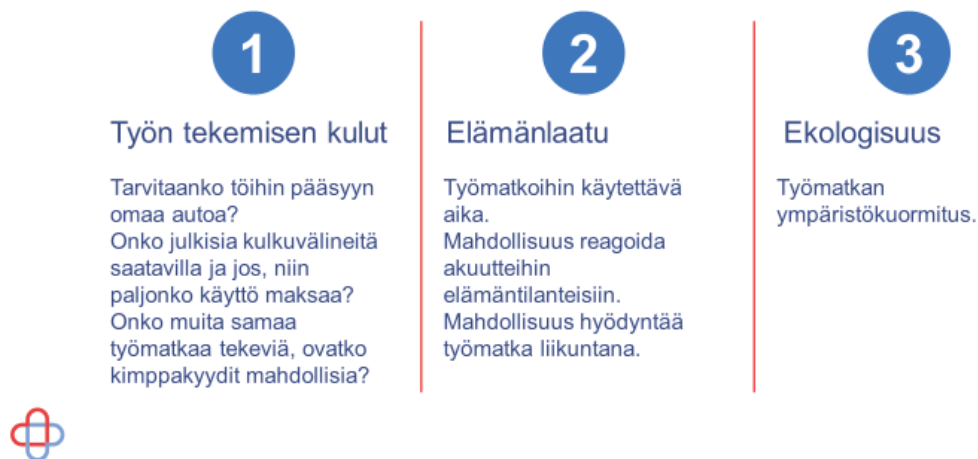 1
Työn tekemisen kulut
Tarvitaanko töihin pääsyyn
omaa autoa?
Onko julkisia kulkuvälineitä
saatavilla ja jos, niin
paljonko käyttö maksaa?
Onko muita samaa
työmatkaa tekeviä, ovatko
kimppakyydit mahdollisia?
2
Elämänlaatu
Työmatkoihin käytettävä
aika.
Mahdollisuus reagoida
akuutteihin
elämäntilanteisiin.
Mahdollisuus hyödyntää
työmatka liikuntana.
3
Ekologisuus
Työmatkan
ympäristökuormitus.